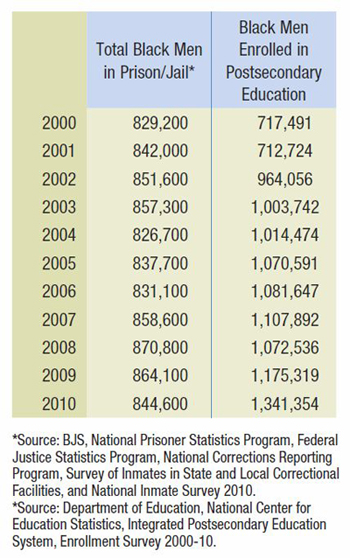 Total Black Men
in Prison/Jail*
Black Men
Enrolled in
Postsecondary
Education
2000 829,200 717,491
2001 842,000 712,724
2002 851,600 964,056
2003 857,300 1,003,742
2004 826,700 1,014,474
2005 837,700 1,070,591
2006 831,100 1,081,647
2007 858,600 1,107,892
2008 870,800 1,072,536
2009 864,100 1,175,319
2010 844,600 1,341,354
*Source: BJS, National Prisoner Statistics Program, Federal
Justice Statistics Program, National Corrections Reporting
Program, Survey of Inmates in State and Local Correctional
Facilities, and National Inmate Survey 2010.
*Source: Department of Education, National Center for
Education Statistics, Integrated Postsecondary Education
System, Enrollment Survey 2000-10.